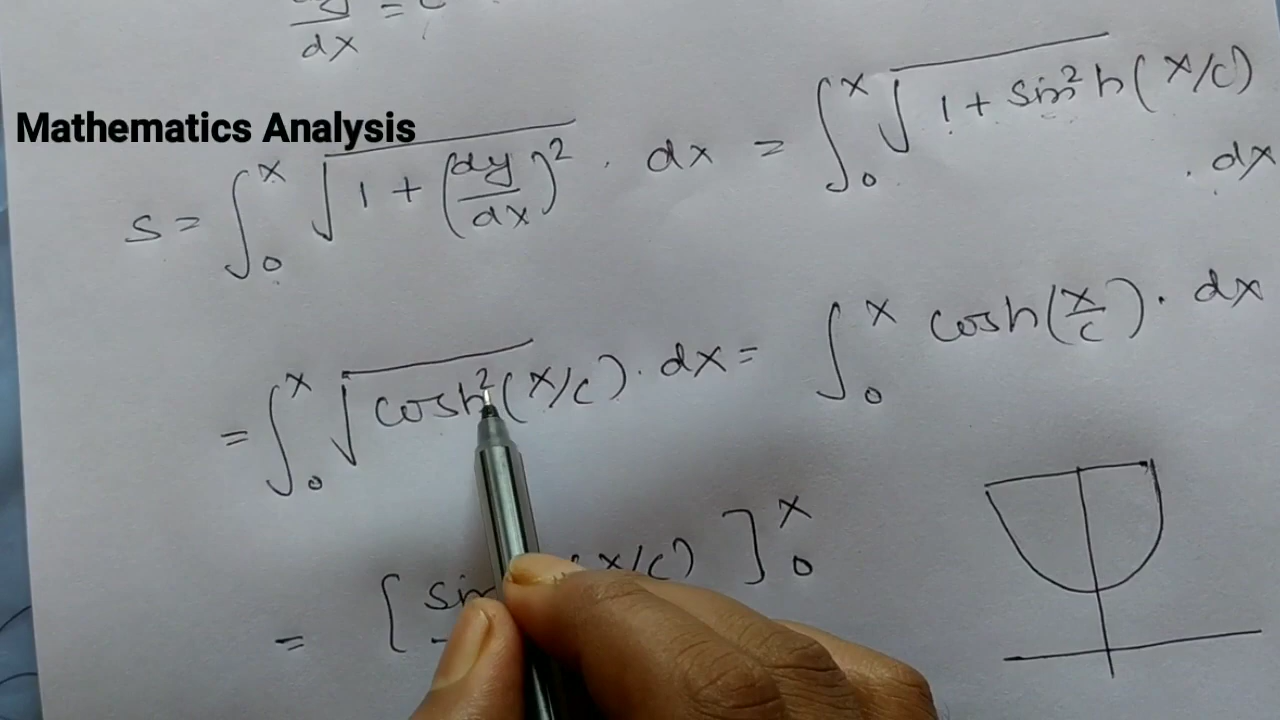 dy/dx =
Mathematics Analysis
S = ∫₀ˣ √(1 + (dy/dx)²) . dx = ∫₀ˣ √(1 + sin²h(x/c)) . dx
= ∫₀ˣ √(cosh²(x/c)) . dx = ∫₀ˣ cosh(x/c) . dx
= [ x/c) ]₀ˣ